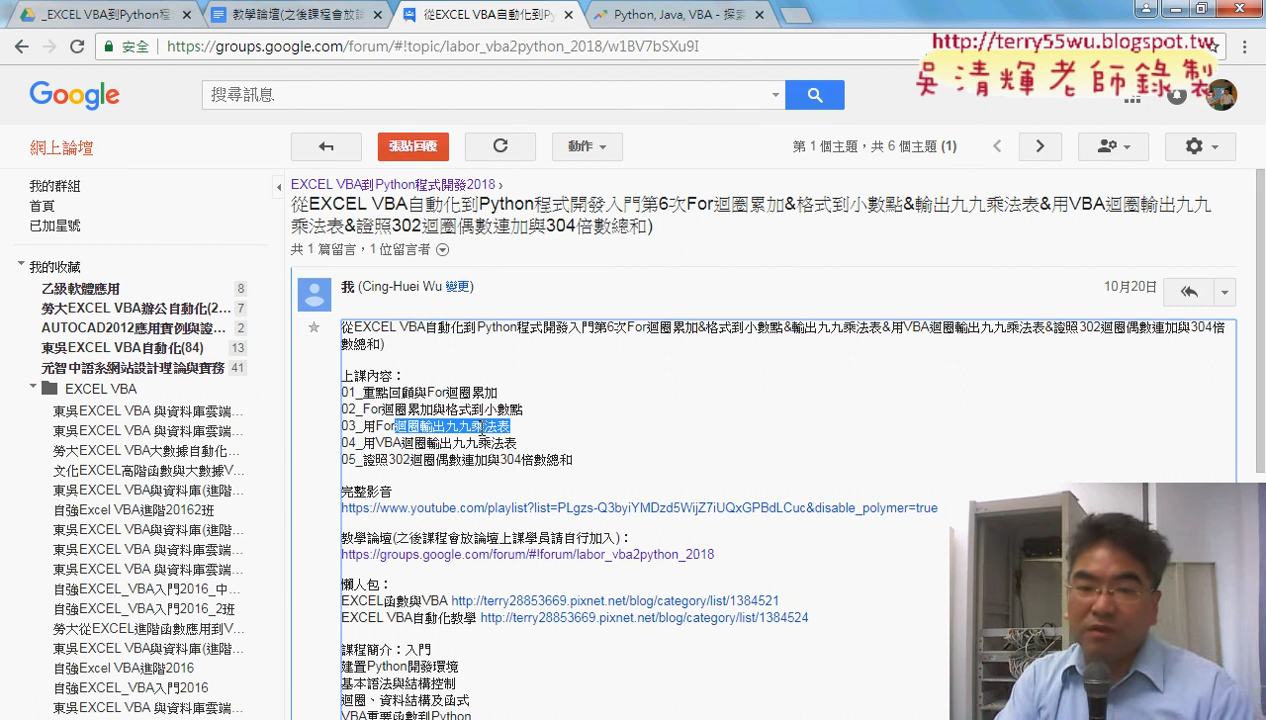 _EXCEL VBA到Python程
教學論壇(之後課程會放論
從EXCEL VBA自動化到Py
Python, Java, VBA - 探索
安全
https://groups.google.com/forum/#!topic/labor_vba2python_2018/w1BV7bSXu9I
http://terry55wu.blogspot.tw
吳清輝老師錄製
Google
搜尋訊息
網上論壇
張貼回覆
動作
第 1 個主題，共 6 個主題 (1)
我的群組
首頁
已加星號
我的收藏
乙級軟體應用 8
勞大EXCEL VBA辦公自動化(2... 7
AUTOCAD2012應用實例與證... 2
東吳EXCEL VBA自動化(84) 13
元智中語系網站設計理論與實務 41
EXCEL VBA
東吳EXCEL VBA 與資料庫雲端...
東吳EXCEL VBA 與資料庫雲端...
勞大EXCEL VBA大數據自動化...
文化EXCEL高階函數與大數據V...
東吳EXCEL VBA與資料庫(進階...
自強Excel VBA進階20162班
東吳EXCEL VBA與資料庫(進階...
東吳EXCEL VBA 與資料庫雲端...
東吳EXCEL VBA 與資料庫雲端...
自強EXCEL_VBA入門2016_中...
自強EXCEL_VBA入門2016_2班
勞大從EXCEL進階函數應用到V...
東吳EXCEL VBA與資料庫(進階...
自強Excel VBA進階2016
自強EXCEL_VBA入門2016
東吳EXCEL VBA與資料庫(進階...
EXCEL VBA到Python程式開發2018 ›
從EXCEL VBA自動化到Python程式開發入門第6次For迴圈累加&格式到小數點&輸出九九乘法表&用VBA迴圈輸出九九
乘法表&證照302迴圈偶數連加與304倍數總和)
共 1 篇留言，1 位留言者
我 (Cing-Huei Wu 變更)
10月20日
從EXCEL VBA自動化到Python程式開發入門第6次For迴圈累加&格式到小數點&輸出九九乘法表&用VBA迴圈輸出九九乘法表&證照302迴圈偶數連加與304倍
數總和)
上課內容：
01_重點回顧與For迴圈累加
02_For迴圈累加與格式到小數點
03_用For迴圈輸出九九乘法表
04_用VBA迴圈輸出九九乘法表
05_證照302迴圈偶數連加與304倍數總和
完整影音
https://www.youtube.com/playlist?list=PLgzs-Q3byiYMDzd5WijZ7iUQxGPBdLCuc&disable_polymer=true
教學論壇(之後課程會放論壇上課學員請自行加入)：
https://groups.google.com/forum/#!forum/labor_vba2python_2018
懶人包：
EXCEL函數與VBA http://terry28853669.pixnet.net/blog/category/list/1384521
EXCEL VBA自動化教學 http://terry28853669.pixnet.net/blog/category/list/1384524
課程簡介：入門
建置Python開發環境
基本語法與結構控制
迴圈、資料結構及函式
VBA重要函數到Python